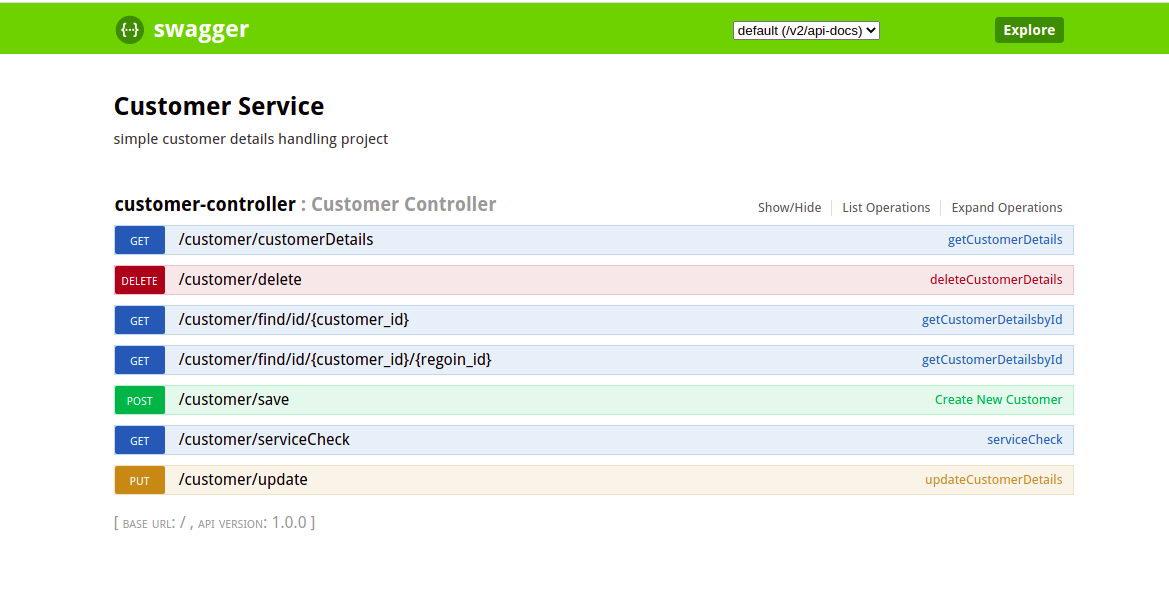 {···} swagger default (/v2/api-docs) Explore
Customer Service
simple customer details handling project
customer-controller : Customer Controller Show/Hide List Operations Expand Operations
GET /customer/customerDetails getCustomerDetails
DELETE /customer/delete deleteCustomerDetails
GET /customer/find/id/{customer_id} getCustomerDetailsbyId
GET /customer/find/id/{customer_id}/{regoin_id} getCustomerDetailsbyId
POST /customer/save Create New Customer
GET /customer/serviceCheck serviceCheck
PUT /customer/update updateCustomerDetails
[ BASE URL: / , API VERSION: 1.0.0 ]